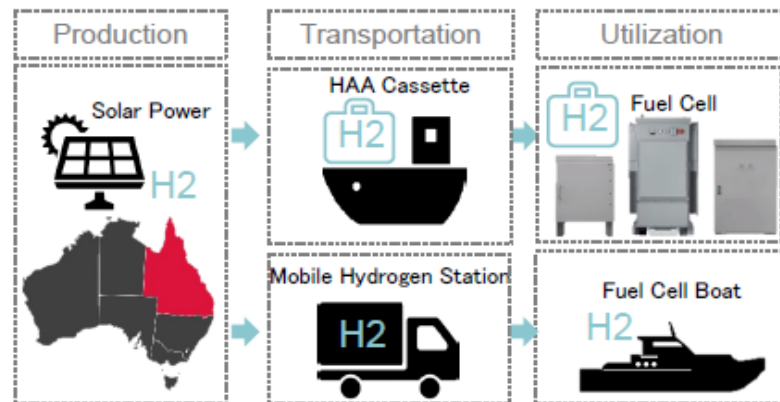 Production
Transportation
Utilization
Solar Power
H2
HAA Cassette
H2
H2
Fuel Cell
Mobile Hydrogen Station
H2
Fuel Cell Boat
H2